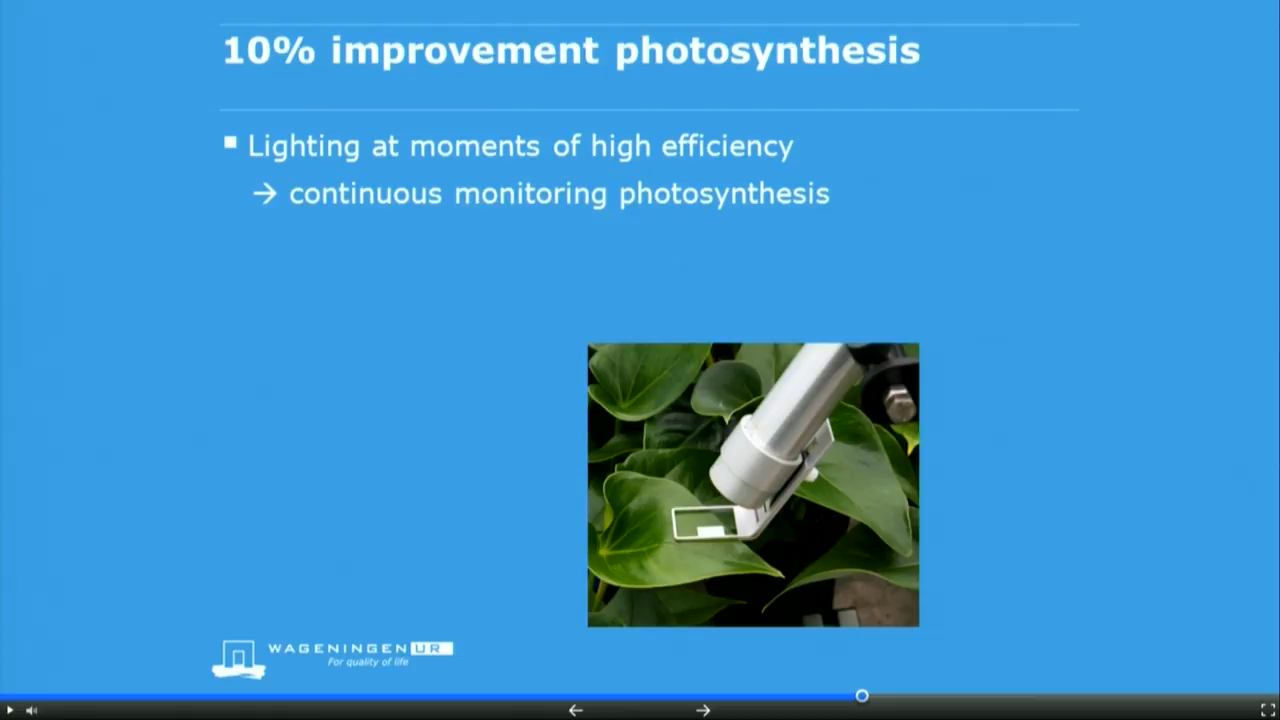 10% improvement photosynthesis
▪ Lighting at moments of high efficiency
→ continuous monitoring photosynthesis
WAGENINGEN UR
For quality of life